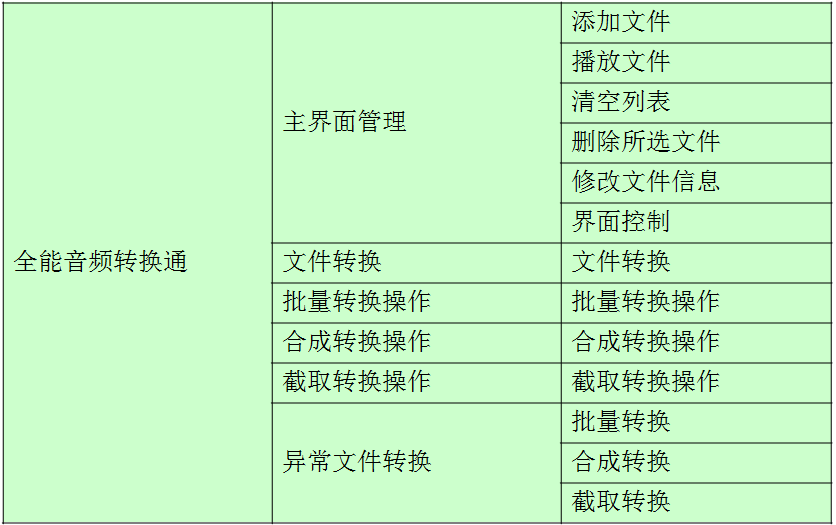 全能音频转换通
主界面管理
添加文件
播放文件
清空列表
删除所选文件
修改文件信息
界面控制
文件转换
文件转换
批量转换操作
批量转换操作
合成转换操作
合成转换操作
截取转换操作
截取转换操作
异常文件转换
批量转换
合成转换
截取转换